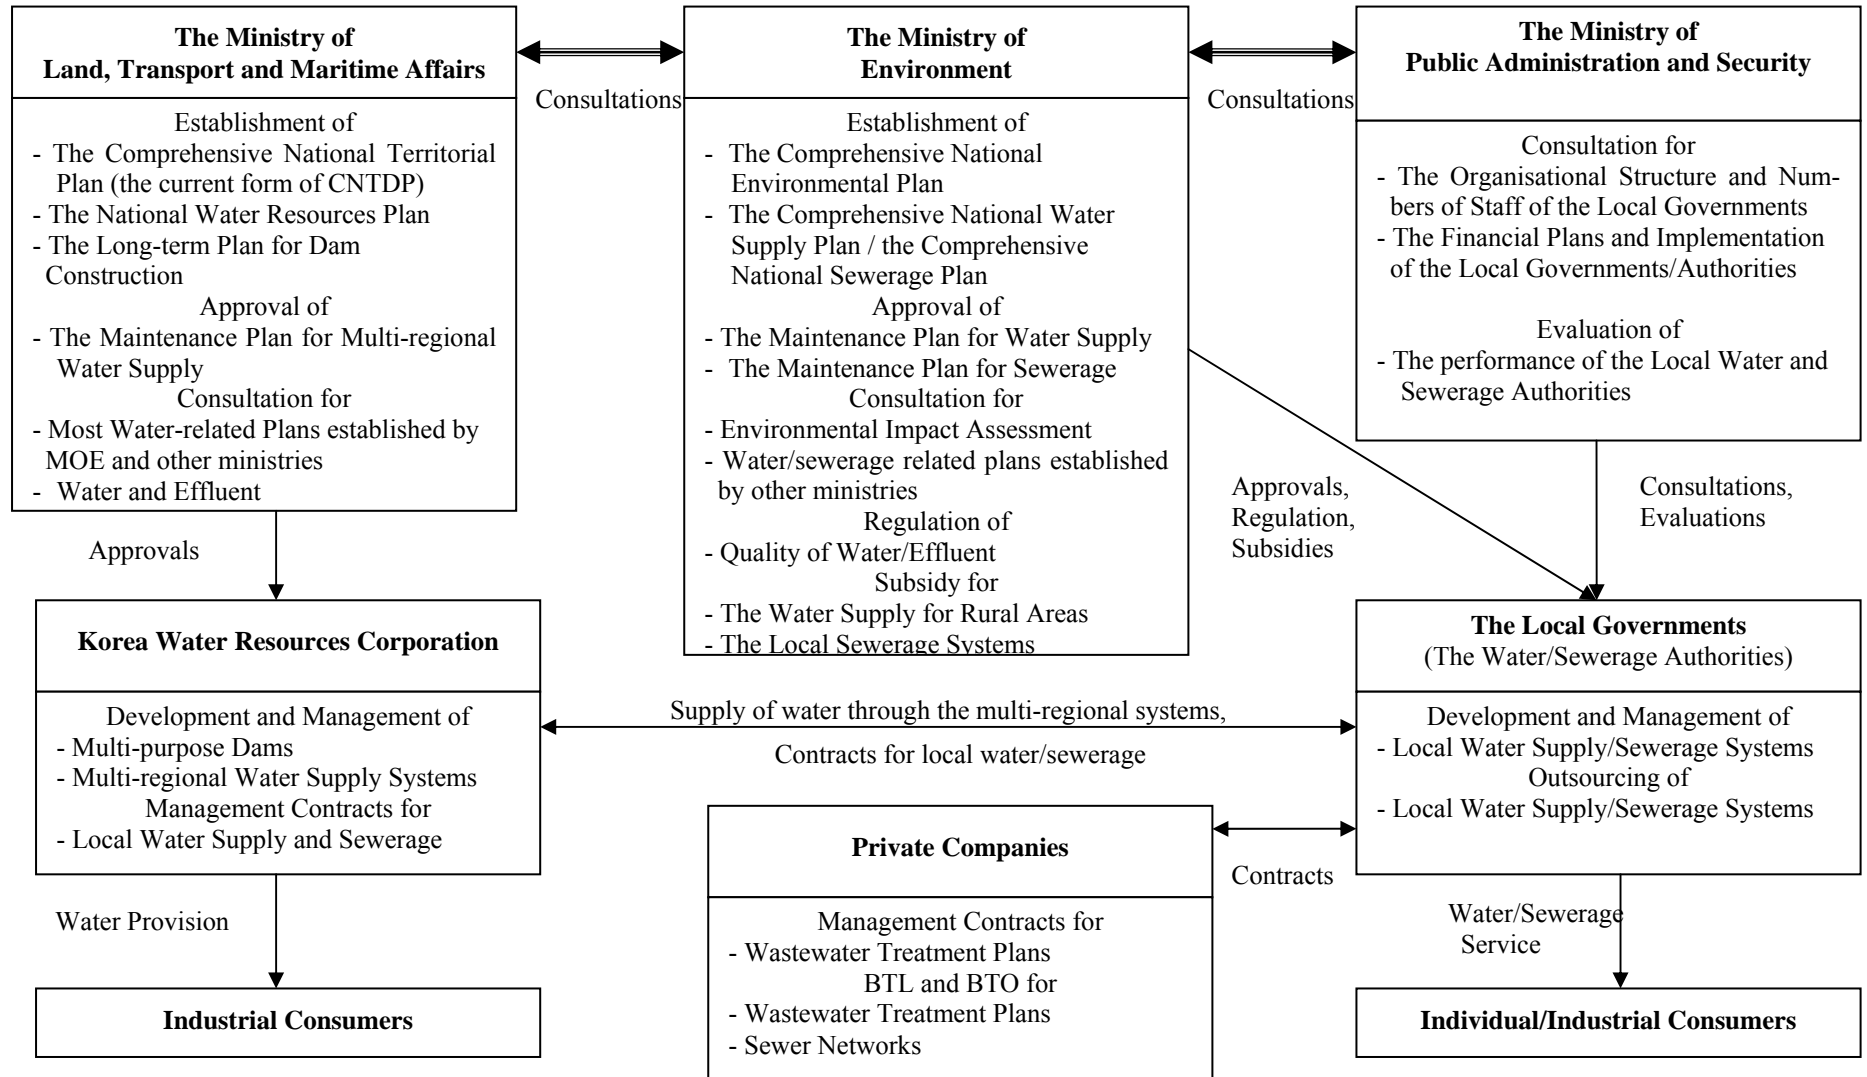 The Ministry of
Land, Transport and Maritime Affairs
Establishment of
- The Comprehensive National Territorial
Plan (the current form of CNTDP)
- The National Water Resources Plan
- The Long-term Plan for Dam
Construction
Approval of
- The Maintenance Plan for Multi-regional
Water Supply
Consultation for
- Most Water-related Plans established by
MOE and other ministries
- Water and Effluent
Consultations
The Ministry of
Environment
Establishment of
- The Comprehensive National
Environmental Plan
- The Comprehensive National Water
Supply Plan / the Comprehensive
National Sewerage Plan
Approval of
- The Maintenance Plan for Water Supply
- The Maintenance Plan for Sewerage
Consultation for
- Environmental Impact Assessment
- Water/sewerage related plans established
by other ministries
Regulation of
- Quality of Water/Effluent
Subsidy for
- The Water Supply for Rural Areas
- The Local Sewerage Systems
Consultations
The Ministry of
Public Administration and Security
Consultation for
- The Organisational Structure and Num-
bers of Staff of the Local Governments
- The Financial Plans and Implementation
of the Local Governments/Authorities
Evaluation of
- The performance of the Local Water and
Sewerage Authorities
Approvals
Approvals,
Regulation,
Subsidies
Consultations,
Evaluations
Korea Water Resources Corporation
Development and Management of
- Multi-purpose Dams
- Multi-regional Water Supply Systems
Management Contracts for
- Local Water Supply and Sewerage
Supply of water through the multi-regional systems,
Contracts for local water/sewerage
The Local Governments
(The Water/Sewerage Authorities)
Development and Management of
- Local Water Supply/Sewerage Systems
Outsourcing of
- Local Water Supply/Sewerage Systems
Private Companies
Management Contracts for
- Wastewater Treatment Plans
BTL and BTO for
- Wastewater Treatment Plans
- Sewer Networks
Contracts
Water Provision
Water/Sewerage
Service
Industrial Consumers
Individual/Industrial Consumers